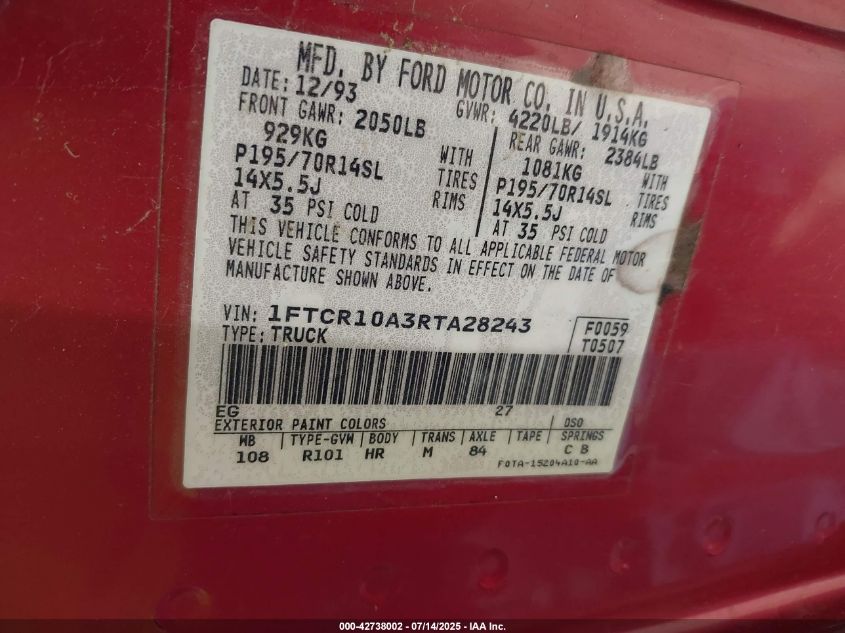 MFD. BY FORD MOTOR CO. IN U.S.A.
DATE: 12/93 GVWR: 4220LB/ 1914KG
FRONT GAWR: 2050LB REAR GAWR: 2384LB
929KG 1081KG
P195/70R14SL WITH TIRES P195/70R14SL WITH TIRES
14X5.5J RIMS 14X5.5J RIMS
AT 35 PSI COLD AT 35 PSI COLD
THIS VEHICLE CONFORMS TO ALL APPLICABLE FEDERAL MOTOR
VEHICLE SAFETY STANDARDS IN EFFECT ON THE DATE OF
MANUFACTURE SHOWN ABOVE.
VIN: 1FTCR10A3RTA28243 F0059
TYPE: TRUCK T0507
EG 27
EXTERIOR PAINT COLORS DSO
WB TYPE-GVW BODY TRANS AXLE TAPE SPRINGS
108 R101 HR M 84 C B
F0TA-15204A10-AA
000-42738002 - 07/14/2025 - IAA Inc.